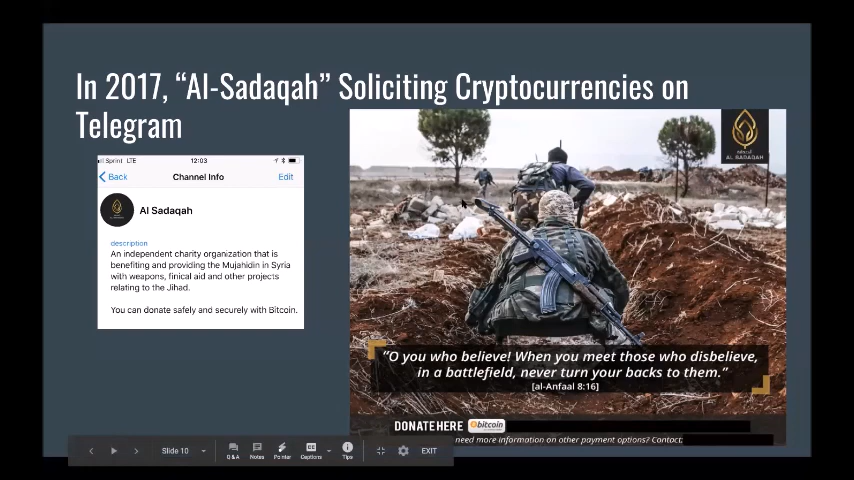 In 2017, “Al-Sadaqah” Soliciting Cryptocurrencies on
Telegram
Sprint LTE
12:03
Back
Channel Info
Edit
Al Sadaqah
description
An independent charity organization that is
benefiting and providing the Mujahidin in Syria
with weapons, finical aid and other projects
relating to the Jihad.
You can donate safely and securely with Bitcoin.
AL SADAQAH
“O you who believe! When you meet those who disbelieve,
in a battlefield, never turn your backs to them.”
[al-Anfaal 8:16]
DONATE HERE
bitcoin
need more information on other payment options? Contact:
Slide 10
Q&A
Notes
Pointer
CC
Captions
Tips
EXIT